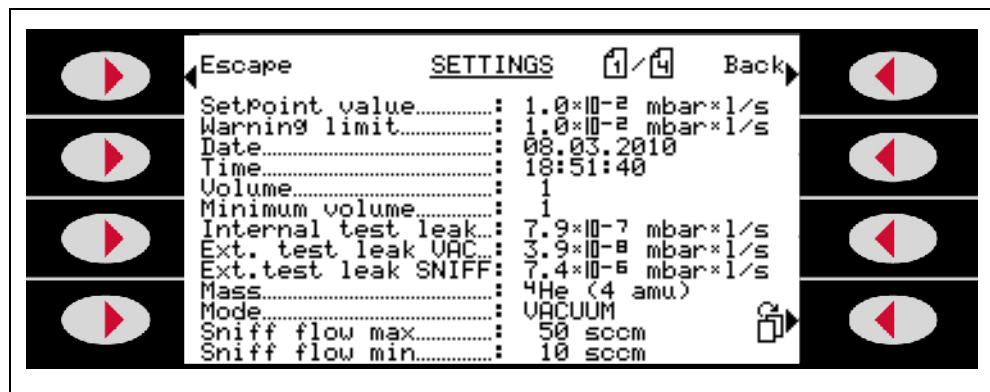 Escape SETTINGS 1/4 Back
Setpoint value............: 1.0×10-2 mbar×l/s
Warning limit.............: 1.0×10-2 mbar×l/s
Date......................: 08.03.2010
Time......................: 18:51:40
Volume....................: 1
Minimum volume............: 1
Internal test leak...: 7.9×10-7 mbar×l/s
Ext. test leak VAC...: 3.9×10-8 mbar×l/s
Ext.test leak SNIFF: 7.4×10-6 mbar×l/s
Mass......................: 4He (4 amu)
Mode......................: VACUUM
Sniff flow max............: 50 sccm
Sniff flow min............: 10 sccm